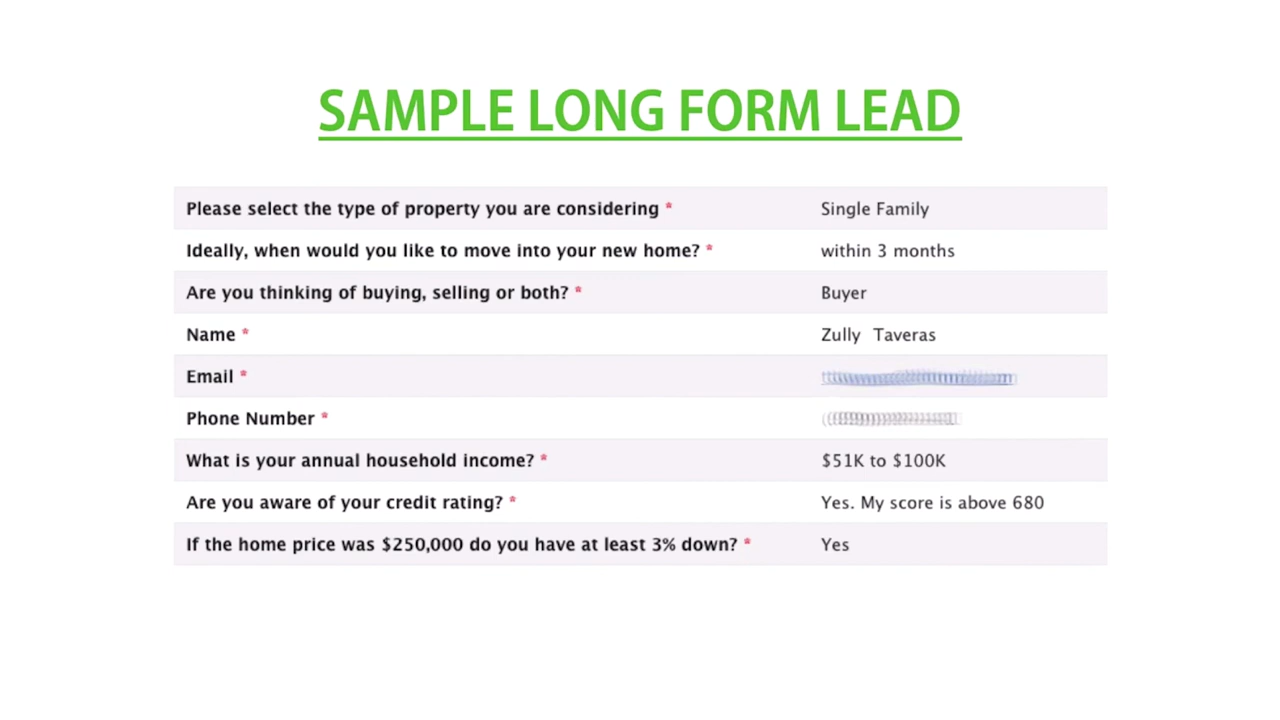 SAMPLE LONG FORM LEAD
Please select the type of property you are considering * Single Family
Ideally, when would you like to move into your new home? * within 3 months
Are you thinking of buying, selling or both? * Buyer
Name * Zully Taveras
Email *
Phone Number *
What is your annual household income? * $51K to $100K
Are you aware of your credit rating? * Yes. My score is above 680
If the home price was $250,000 do you have at least 3% down? * Yes